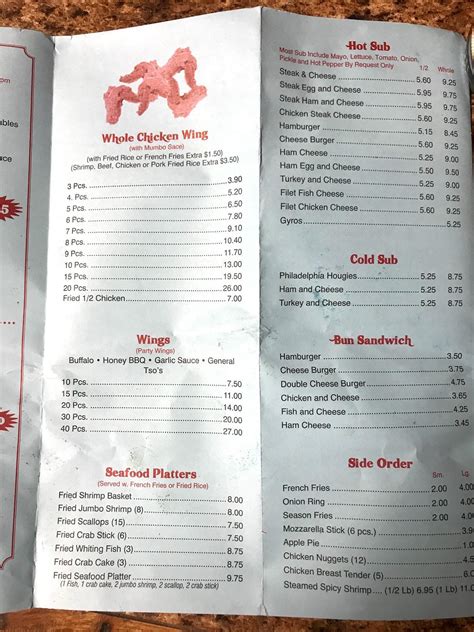 om
ables
ace
Whole Chicken Wing
(with Mumbo Sace)
(with Fried Rice or French Fries Extra $1.50)
(Shrimp, Beef, Chicken or Pork Fried Rice Extra $3.50)
3 Pcs. 3.90
4. Pcs. 5.20
5 Pcs. 6.50
6 Pcs. 7.80
7 Pcs. 9.10
8 Pcs. 10.40
9 Pcs. 11.70
10 Pcs. 13.00
15 Pcs. 19.50
20 Pcs. 26.00
Fried 1/2 Chicken 7.00
Wings
(Party Wings)
Buffalo • Honey BBQ • Garlic Sauce • General
Tso's
10 Pcs. 7.50
15 Pcs. 11.00
20 Pcs. 14.00
30 Pcs. 20.00
40 Pcs. 27.00
Seafood Platters
(Served w. French Fries or Fried Rice)
Fried Shrimp Basket 8.00
Fried Jumbo Shrimp (8) 8.00
Fried Scallops (15) 7.50
Fried Crab Stick (6) 7.50
Fried Whiting Fish (3) 8.75
Fried Crab Cake (3) 8.75
Fried Seafood Platter 9.75
(1 Fish, 1 crab cake, 2 jumbo shrimp, 2 scallop, 2 crab stick)
Hot Sub
Most Sub Include Mayo, Lettuce, Tomato, Onion,
Pickle and Hot Pepper By Request Only 1/2 Whole
Steak & Cheese 5.60 9.25
Steak Egg and Cheese 5.95 9.75
Steak Ham and Cheese 5.95 9.75
Chicken Steak Cheese 5.60 9.25
Hamburger 5.15 8.45
Cheese Burger 5.60 9.25
Ham Cheese 5.25 8.75
Ham Egg and Cheese 5.60 9.25
Turkey and Cheese 5.25 8.75
Filet Fish Cheese 5.60 9.25
Filet Chicken Cheese 5.60 9.25
Gyros 5.25
Cold Sub
Philadelphia Hougies 5.25 8.75
Ham and Cheese 5.25 8.75
Turkey and Cheese 5.25 8.75
Bun Sandwich
Hamburger 3.50
Cheese Burger 3.75
Double Cheese Burger 4.75
Chicken and Cheese 3.65
Fish and Cheese 4.25
Ham Cheese 3.45
Side Order
Sm. Lg.
French Fries 2.00 4.00
Onion Ring 2.00 4.00
Season Fries 2.00 4.00
Mozzarella Stick (6 pcs.)
Apple Pie
Chicken Nuggets (12)
Chicken Breast Tender (5)
Steamed Spicy Shrimp (1/2 Lb) 6.95 (1 Lb)